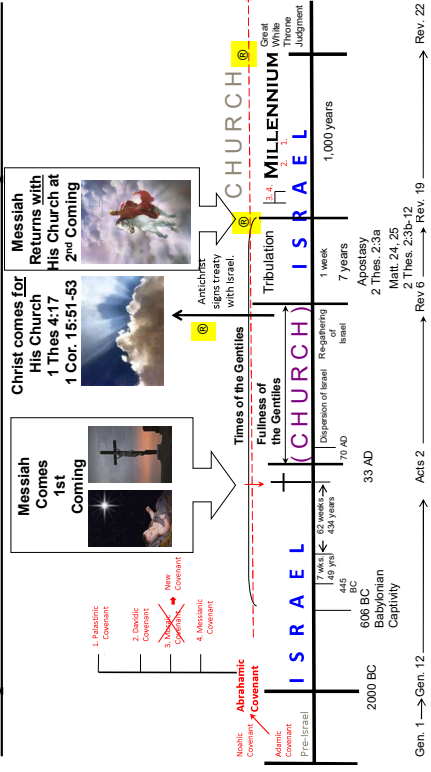 Messiah
Comes
1st
Coming
Christ comes for
His Church
1 Thes 4:17
1 Cor. 15:51-53
Messiah
Returns with
His Church at
2nd Coming
1. Palastinic
Covenant
2. Davidic
Covenant
3. Mosaic
Covenant
New
Covenant
4. Messianic
Covenant
Abrahamic
Covenant
Noahic
Covenant
Adamic
Covenant
Times of the Gentiles
Fullness of
the Gentiles
®
Antichrist
signs treaty
with Israel.
®
CHURCH
®
Great
White
Throne
Judgment
Tribulation
3. 4.
2. 1.
MILLENNIUM
Pre-Israel
ISRAEL
(CHURCH)
ISRAEL
7 wks.
49 yrs
62 weeks
434 years
70 AD
Dispersion of Israel
Re-gathering
of
Israel
1 week
7 years
1,000 years
2000 BC
606 BC
Babylonian
Captivity
445
BC
33 AD
Apostasy
2 Thes. 2:3a
Matt. 24, 25
2 Thes. 2:3b-12
Gen. 1
Gen. 12
Acts 2
Rev 6
Rev. 19
Rev. 22